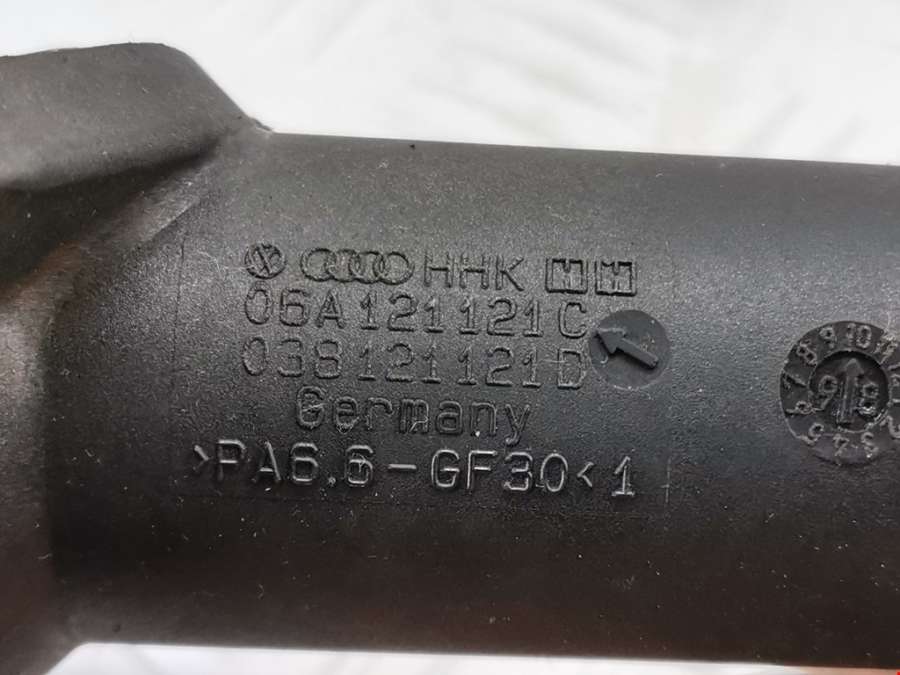 HHK
06A121121C
038121121D
Germany
>PA6.6-GF30<1